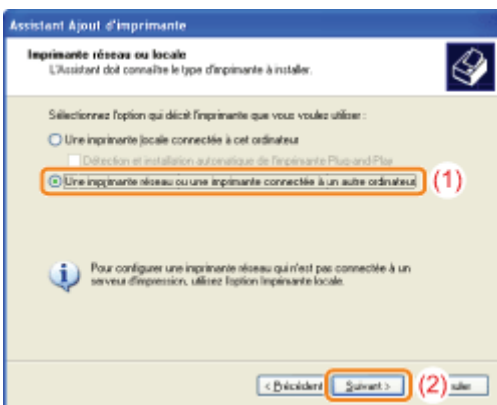 Assistant Ajout d'imprimante
Imprimante réseau ou locale
L'Assistant doit connaître le type d'imprimante à installer.
Sélectionnez l'option qui décrit l'imprimante que vous voulez utiliser :
Une imprimante locale connectée à cet ordinateur
Détection et installation automatique de l'imprimante Plug-and-Play
Une imprimante réseau ou une imprimante connectée à un autre ordinateur
(1)
Pour configurer une imprimante réseau qui n'est pas connectée à un
serveur d'impression, utilisez l'option Imprimante locale.
< Précédent Suivant > (2) uler